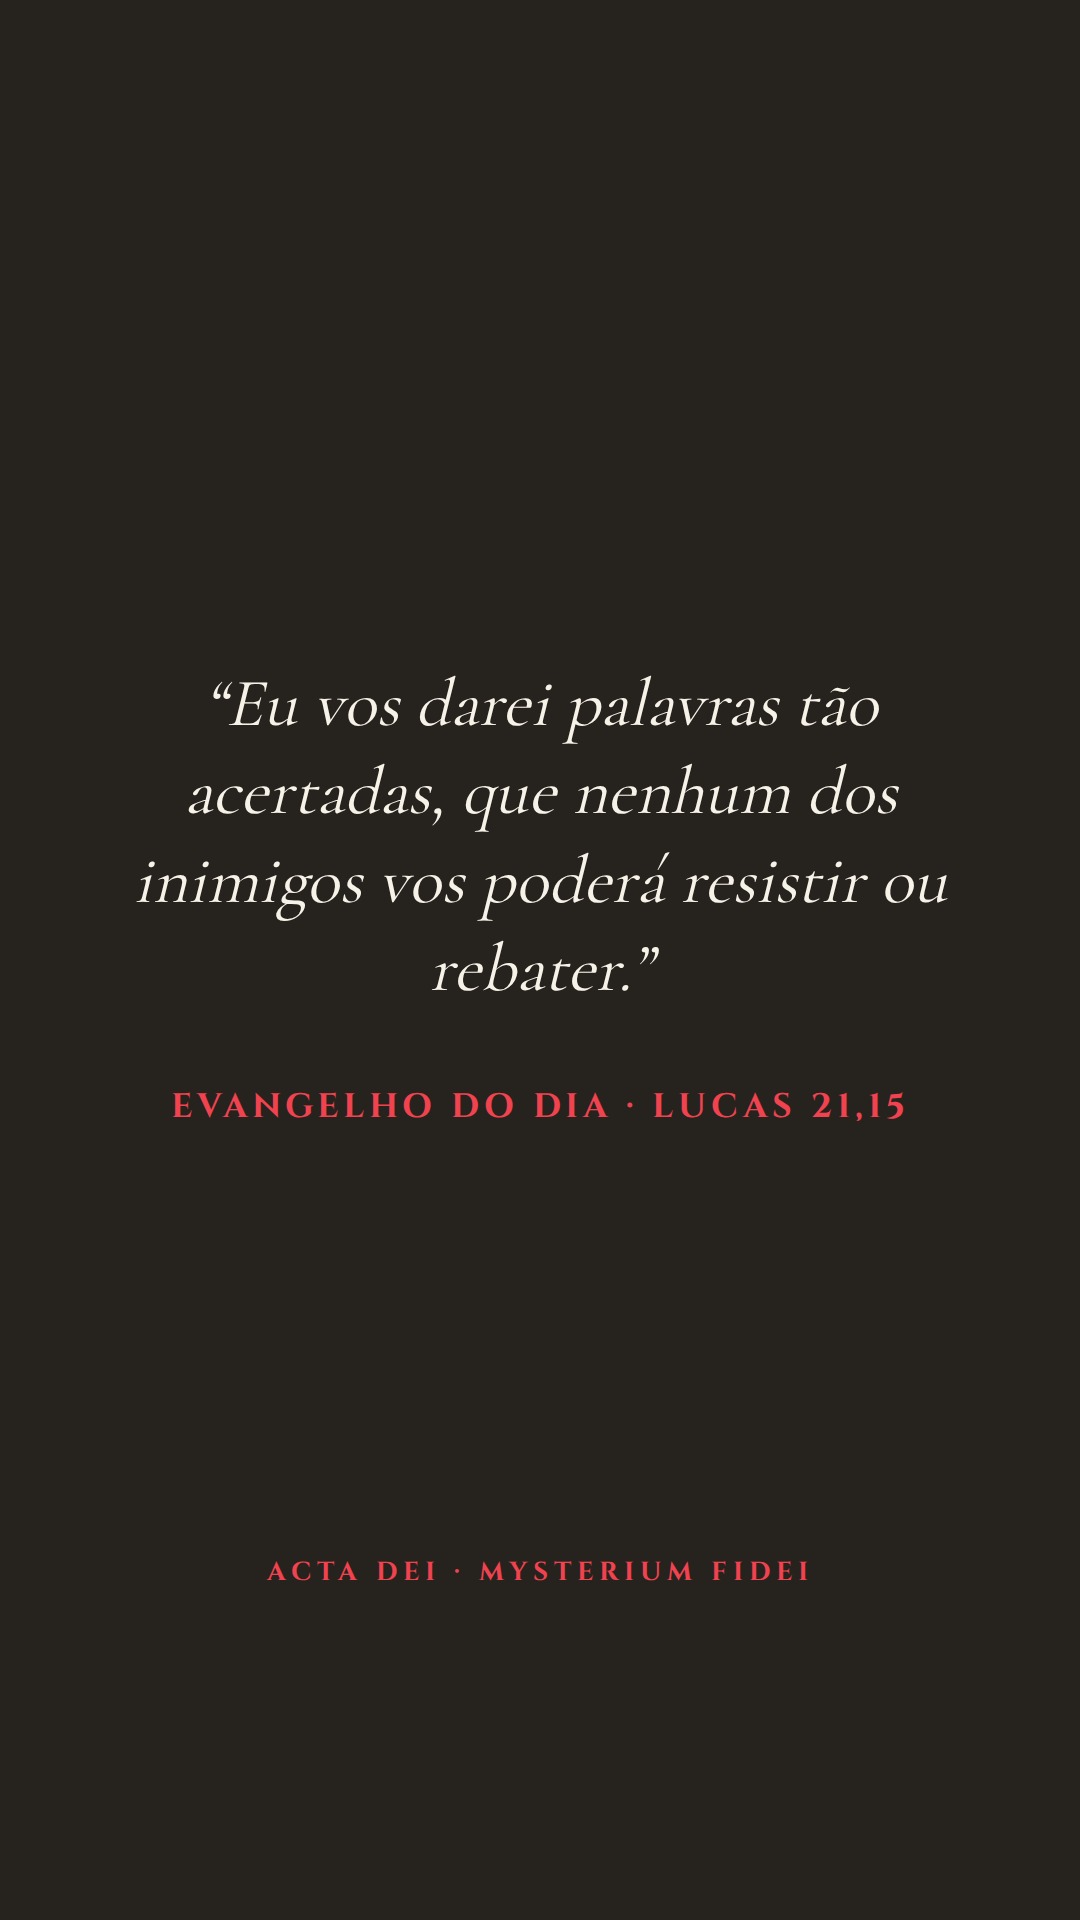 “Eu vos darei palavras tão
acertadas, que nenhum dos
inimigos vos poderá resistir ou
rebater.”
EVANGELHO DO DIA · LUCAS 21,15
ACTA DEI · MYSTERIUM FIDEI